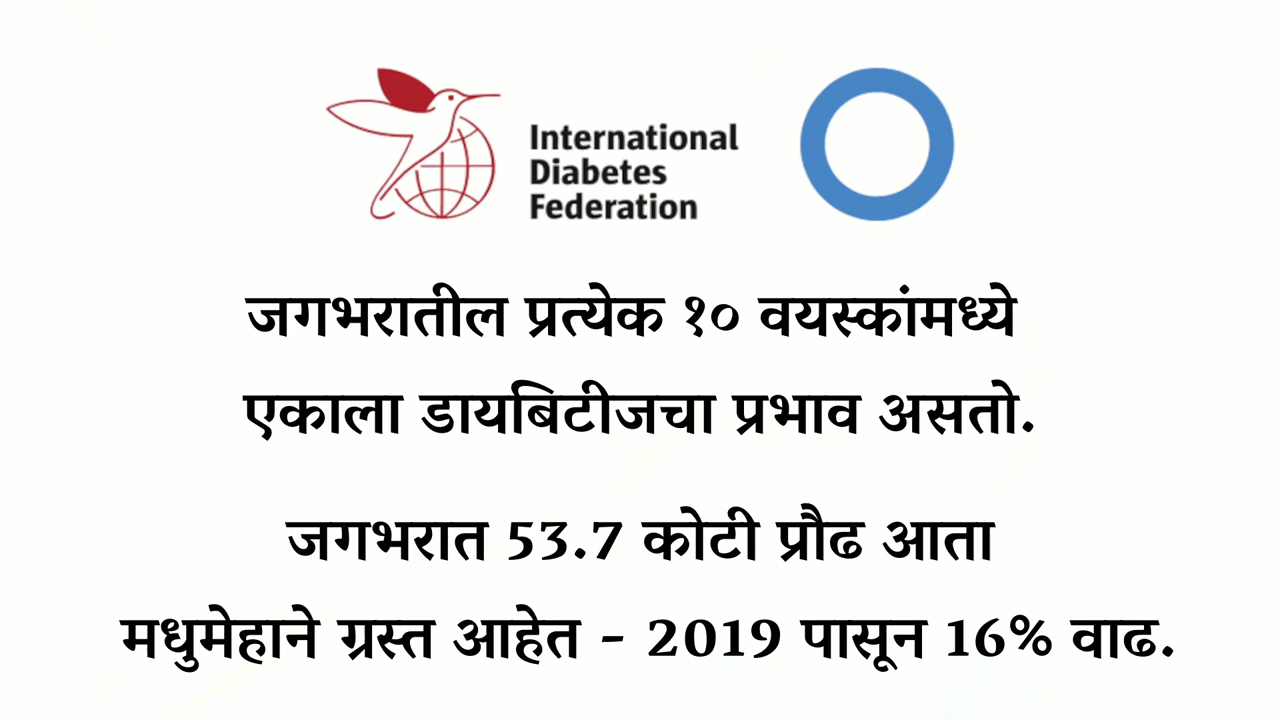 International
Diabetes
Federation
जगभरातील प्रत्येक १० वयस्कांमध्ये
एकाला डायबिटीजचा प्रभाव असतो.
जगभरात 53.7 कोटी प्रौढ आता
मधुमेहाने ग्रस्त आहेत - 2019 पासून 16% वाढ.